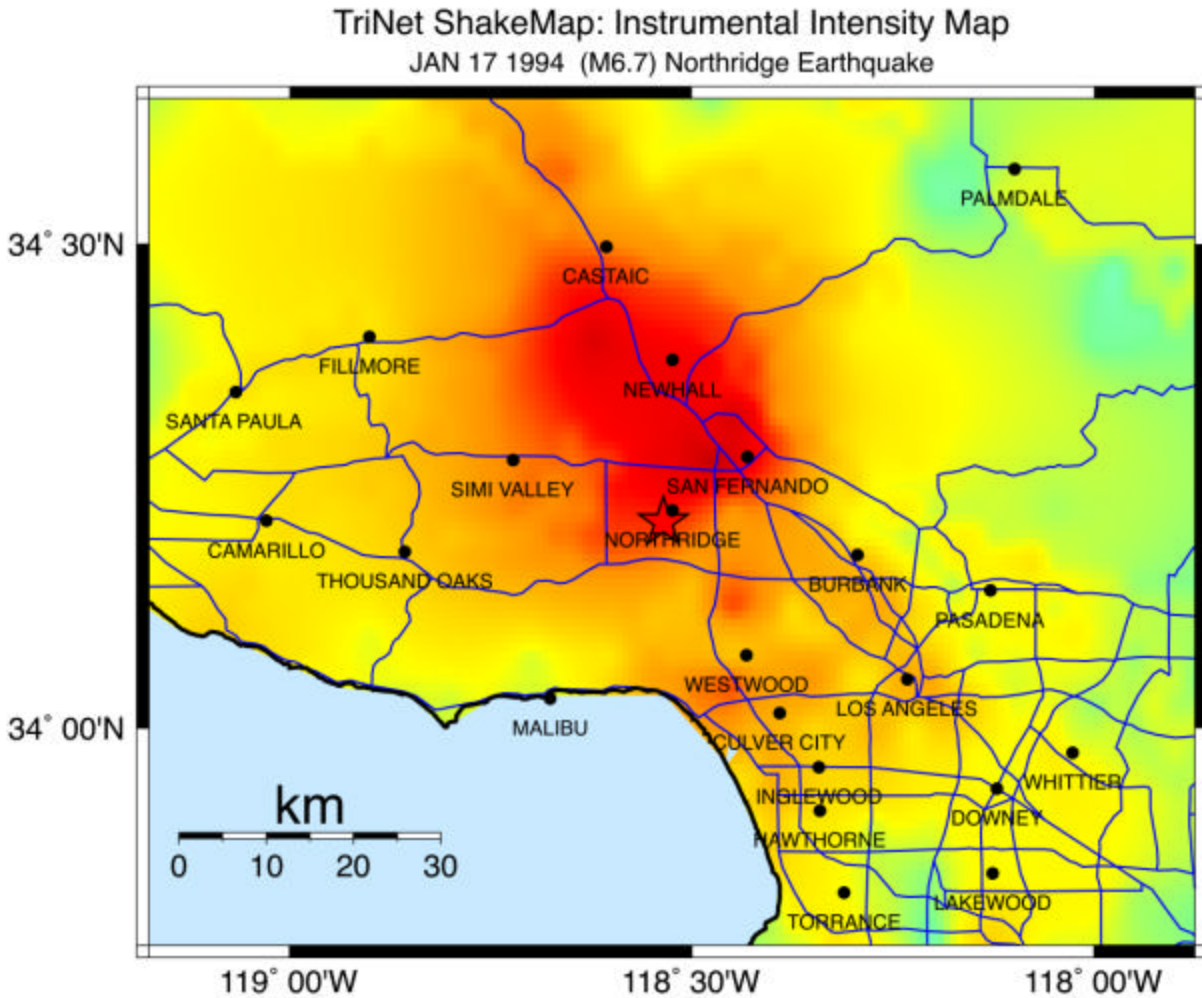 TriNet ShakeMap: Instrumental Intensity Map
JAN 17 1994 (M6.7) Northridge Earthquake
PALMDALE
34° 30'N
CASTAIC
FILLMORE
NEWHALL
SANTA PAULA
SIMI VALLEY
SAN FERNANDO
NORTHRIDGE
CAMARILLO
THOUSAND OAKS
BURBANK
PASADENA
WESTWOOD
LOS ANGELES
34° 00'N
MALIBU
CULVER CITY
WHITTIER
INGLEWOOD
DOWNEY
HAWTHORNE
km
0 10 20 30
LAKEWOOD
TORRANCE
119° 00'W 118° 30'W 118° 00'W